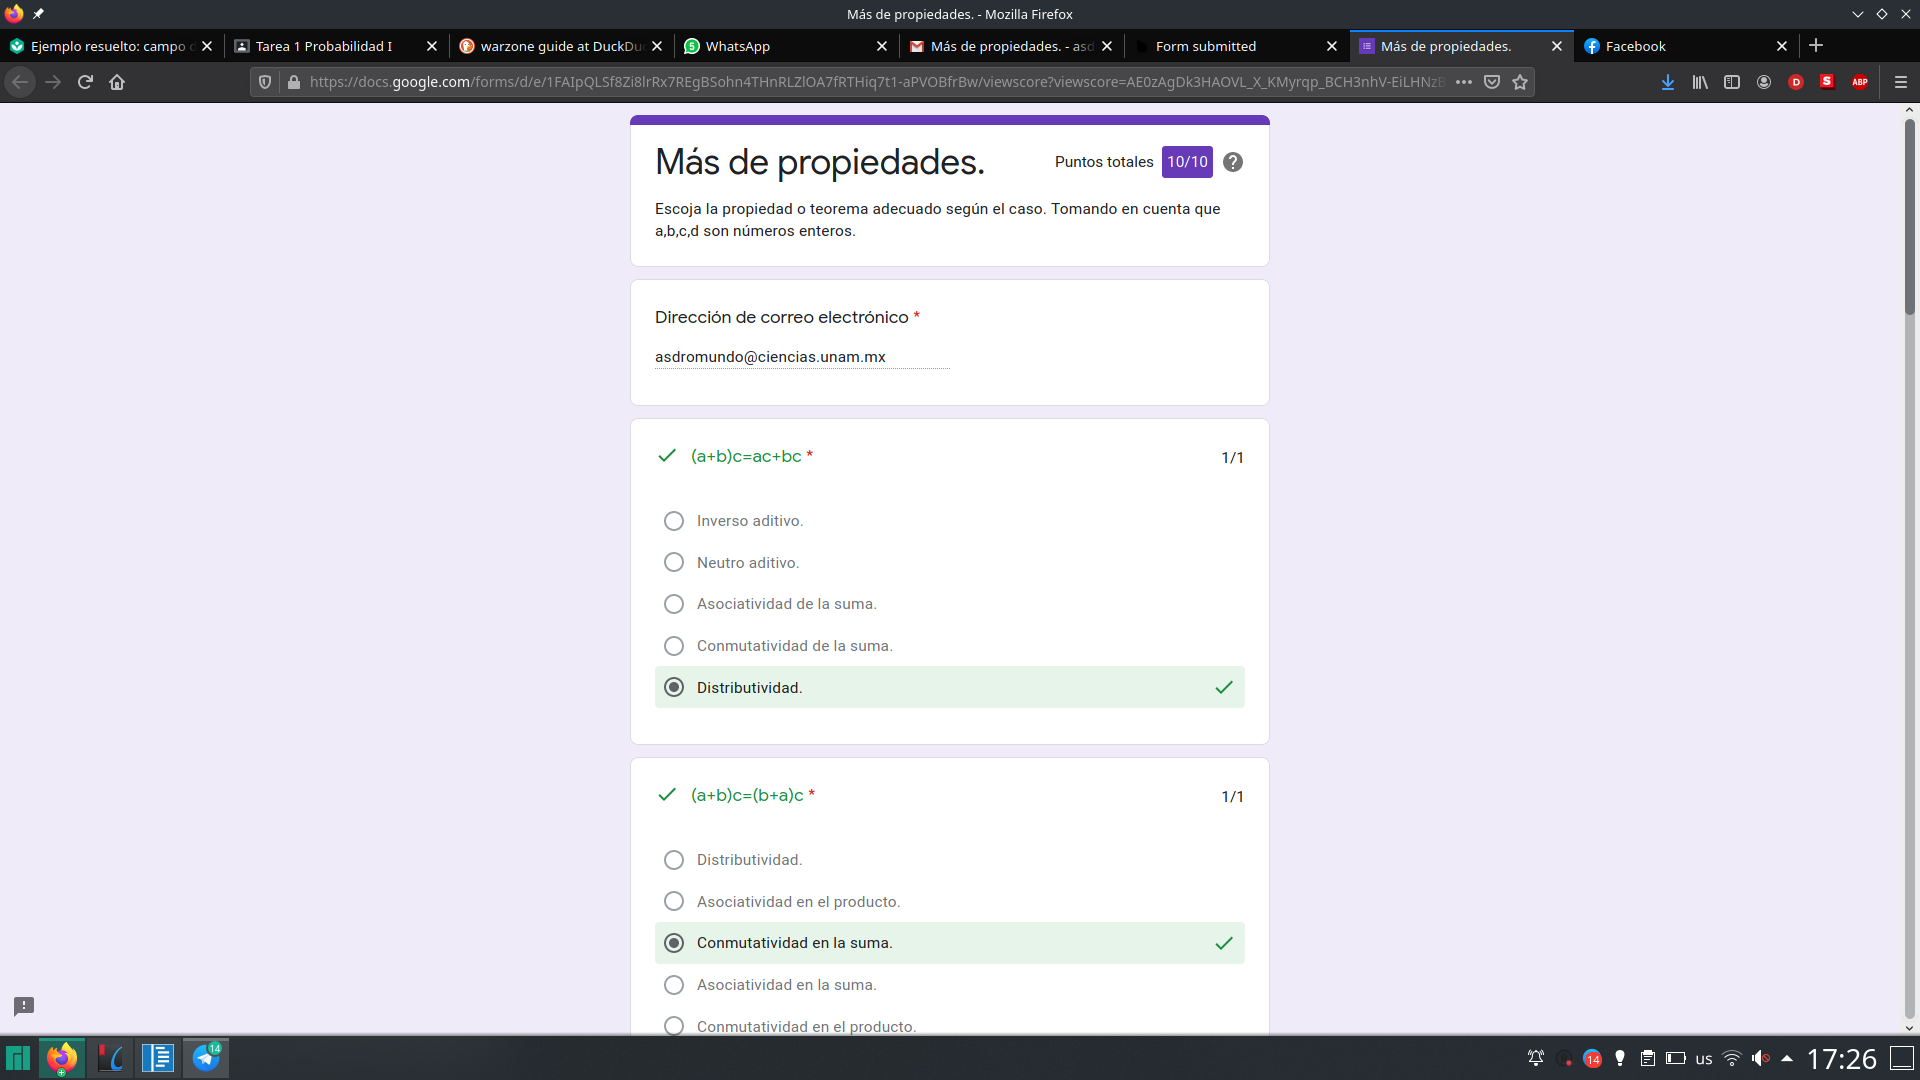 Más de propiedades. - Mozilla Firefox
Ejemplo resuelto: campo d
Tarea 1 Probabilidad I
warzone guide at DuckDu
WhatsApp
Más de propiedades. - asd
Form submitted
Más de propiedades.
Facebook
https://docs.google.com/forms/d/e/1FAIpQLSf8Zi8lrRx7REgBSohn4THnRLZlOA7fRTHiq7t1-aPVOBfrBw/viewscore?viewscore=AE0zAgDk3HAOVL_X_KMyrqp_BCH3nhV-EiLHNzB
Más de propiedades.
Puntos totales 10/10
Escoja la propiedad o teorema adecuado según el caso. Tomando en cuenta que
a,b,c,d son números enteros.
Dirección de correo electrónico *
asdromundo@ciencias.unam.mx
(a+b)c=ac+bc *
1/1
Inverso aditivo.
Neutro aditivo.
Asociatividad de la suma.
Conmutatividad de la suma.
Distributividad.
(a+b)c=(b+a)c *
1/1
Distributividad.
Asociatividad en el producto.
Conmutatividad en la suma.
Asociatividad en la suma.
Conmutatividad en el producto.
14
14
us
17:26